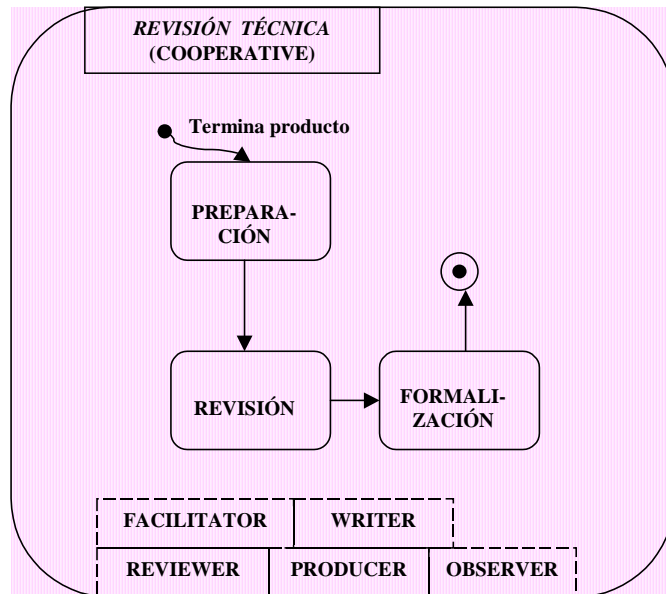 REVISIÓN TÉCNICA
(COOPERATIVE)
Termina producto
PREPARA-
CIÓN
REVISIÓN
FORMALI-
ZACIÓN
FACILITATOR
WRITER
REVIEWER
PRODUCER
OBSERVER